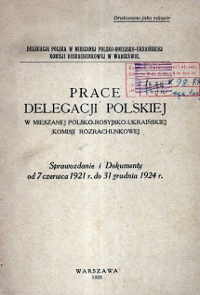 Drukowane jako rękopis
DELEGACJA POLSKA W MIESZANEJ POLSKO-ROSYJSKO-UKRAIŃSKIEJ
KOMISJI ROZRACHUNKOWEJ W WARSZAWIE.
PRACE
DELEGACJI POLSKIEJ
W MIESZANEJ POLSKO-ROSYJSKO-UKRAIŃSKIEJ
KOMISJI ROZRACHUNKOWEJ
Sprawozdanie i Dokumenty
od 7 czerwca 1921 r. do 31 grudnia 1924 r.
WARSZAWA